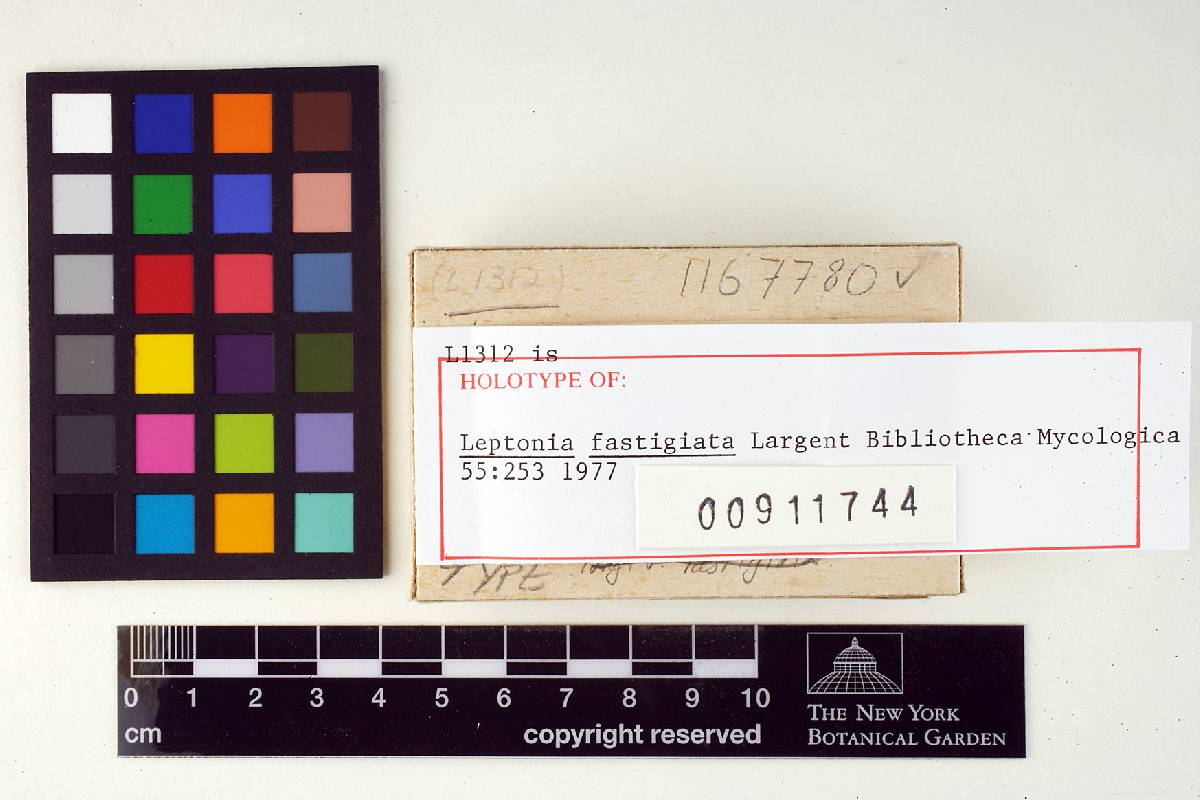 (L1312) 1167780 ✓
L1312 is
HOLOTYPE OF:
Leptonia fastigiata Largent Bibliotheca Mycologica
55:253 1977
00911744
TYPE fastigiata
0 1 2 3 4 5 6 7 8 9 10
cm copyright reserved
THE NEW YORK
BOTANICAL GARDEN